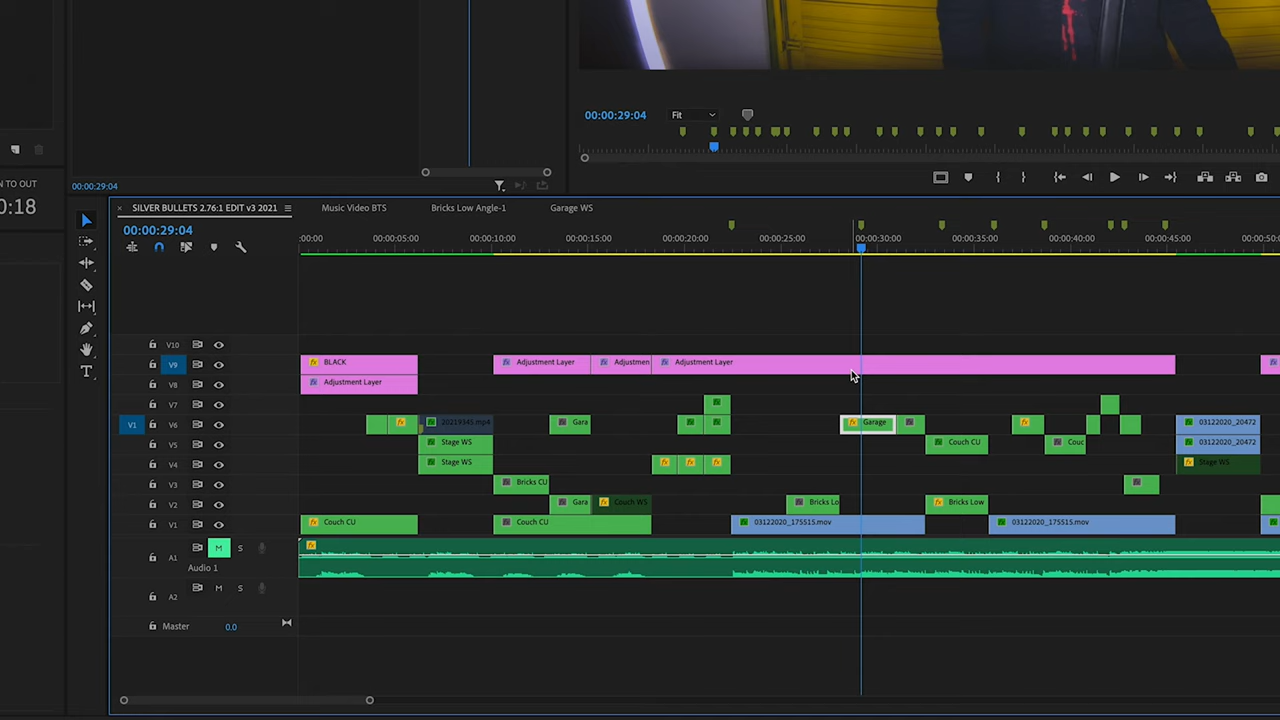 00:00:29:04
Fit
N TO OUT
0:18
00:00:29:04
SILVER BULLETS 2.76:1 EDIT v3 2021
Music Video BTS
Bricks Low Angle-1
Garage WS
00:00:29:04
:00:00
00:00:05:00
00:00:10:00
00:00:15:00
00:00:20:00
00:00:25:00
00:00:30:00
00:00:35:00
00:00:40:00
00:00:45:00
00:00:50:0
V10
V9
fx BLACK
fx Adjustment Layer
fx Adjustmen
fx Adjustment Layer
V8
fx Adjustment Layer
V7
V1
V6
20219345.mp4
Gara
Garage
03122020_20472
V5
Stage WS
Couch CU
Couc
03122020_20472
V4
Stage WS
Stage WS
V3
Bricks CU
V2
Gara
Couch WS
Bricks Lo
Bricks Low
V1
Couch CU
Couch CU
03122020_175515.mov
03122020_175515.mov
A1
M
S
Audio 1
A2
M
S
Master
0.0